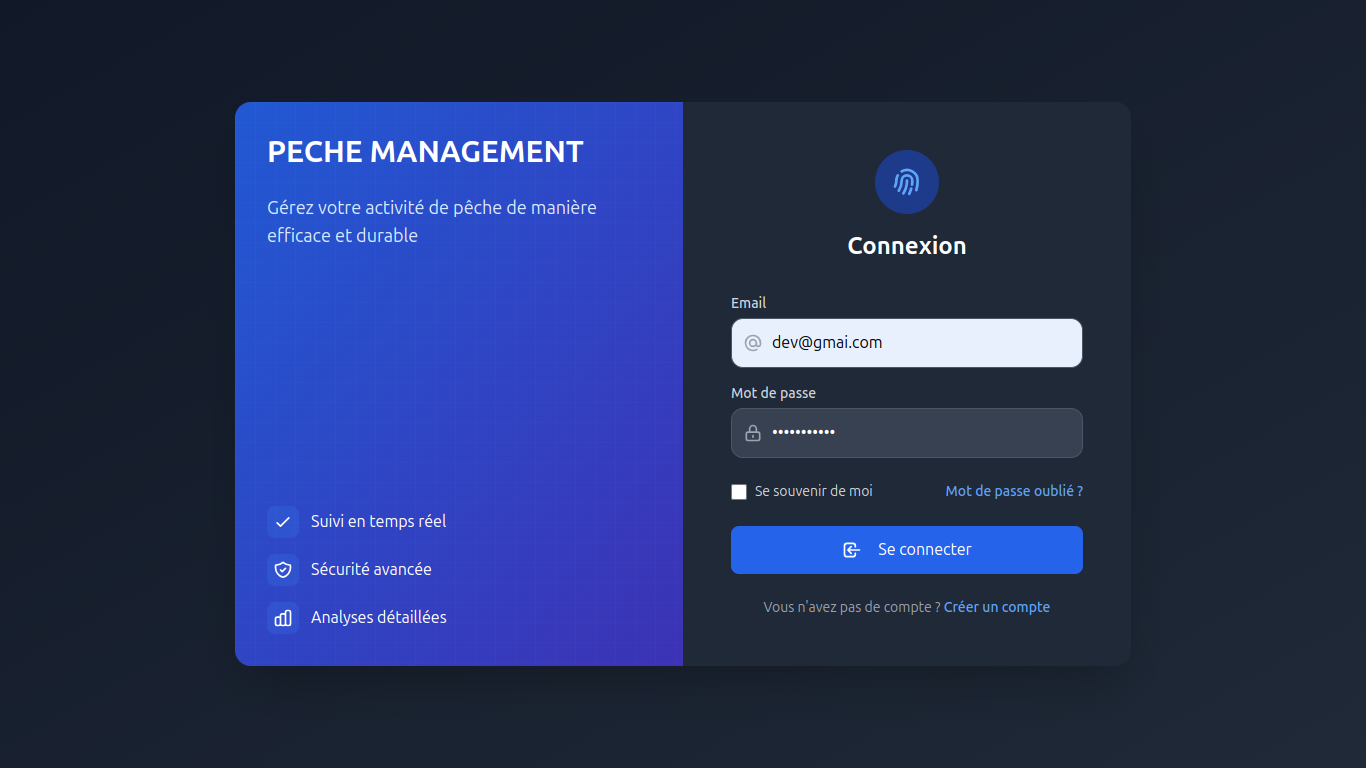 PECHE MANAGEMENT
Gérez votre activité de pêche de manière
efficace et durable
Suivi en temps réel
Sécurité avancée
Analyses détaillées
Connexion
Email
dev@gmai.com
Mot de passe
•••••••••••
Se souvenir de moi
Mot de passe oublié ?
Se connecter
Vous n'avez pas de compte ? Créer un compte